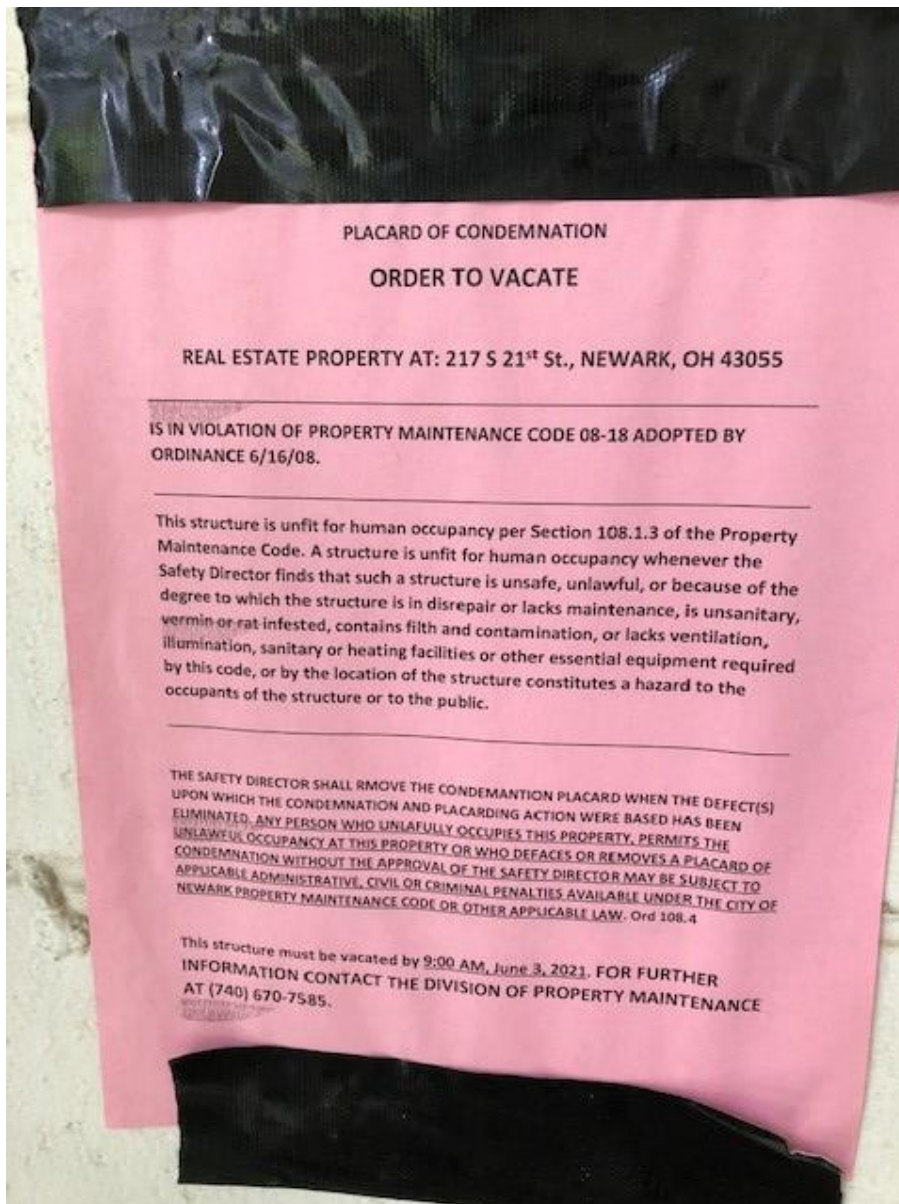 PLACARD OF CONDEMNATION
ORDER TO VACATE
REAL ESTATE PROPERTY AT: 217 S 21st St., NEWARK, OH 43055
IS IN VIOLATION OF PROPERTY MAINTENANCE CODE 08-18 ADOPTED BY
ORDINANCE 6/16/08.
This structure is unfit for human occupancy per Section 108.1.3 of the Property
Maintenance Code. A structure is unfit for human occupancy whenever the
Safety Director finds that such a structure is unsafe, unlawful, or because of the
degree to which the structure is in disrepair or lacks maintenance, is unsanitary,
vermin or rat infested, contains filth and contamination, or lacks ventilation,
illumination, sanitary or heating facilities or other essential equipment required
by this code, or by the location of the structure constitutes a hazard to the
occupants of the structure or to the public.
THE SAFETY DIRECTOR SHALL RMOVE THE CONDEMANTION PLACARD WHEN THE DEFECT(S)
UPON WHICH THE CONDEMNATION AND PLACARDING ACTION WERE BASED HAS BEEN
ELIMINATED. ANY PERSON WHO UNLAFULLY OCCUPIES THIS PROPERTY, PERMITS THE
UNLAWFUL OCCUPANCY AT THIS PROPERTY OR WHO DEFACES OR REMOVES A PLACARD OF
CONDEMNATION WITHOUT THE APPROVAL OF THE SAFETY DIRECTOR MAY BE SUBJECT TO
APPLICABLE ADMINISTRATIVE, CIVIL OR CRIMINAL PENALTIES AVAILABLE UNDER THE CITY OF
NEWARK PROPERTY MAINTENANCE CODE OR OTHER APPLICABLE LAW. Ord 108.4
This structure must be vacated by 9:00 AM, June 3, 2021. FOR FURTHER
INFORMATION CONTACT THE DIVISION OF PROPERTY MAINTENANCE
AT (740) 670-7585.